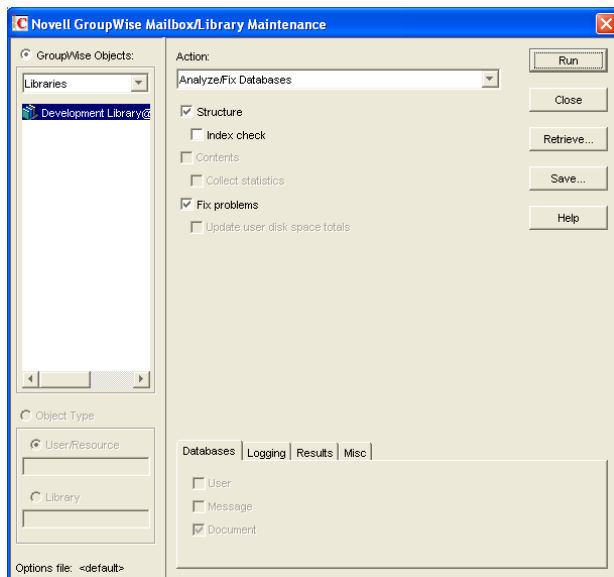 Novell GroupWise Mailbox/Library Maintenance
GroupWise Objects:
Libraries
Development Library@
Object Type
User/Resource
Library
Options file: <default>
Action:
Analyze/Fix Databases
Structure
Index check
Contents
Collect statistics
Fix problems
Update user disk space totals
Databases Logging Results Misc
User
Message
Document
Run
Close
Retrieve...
Save...
Help